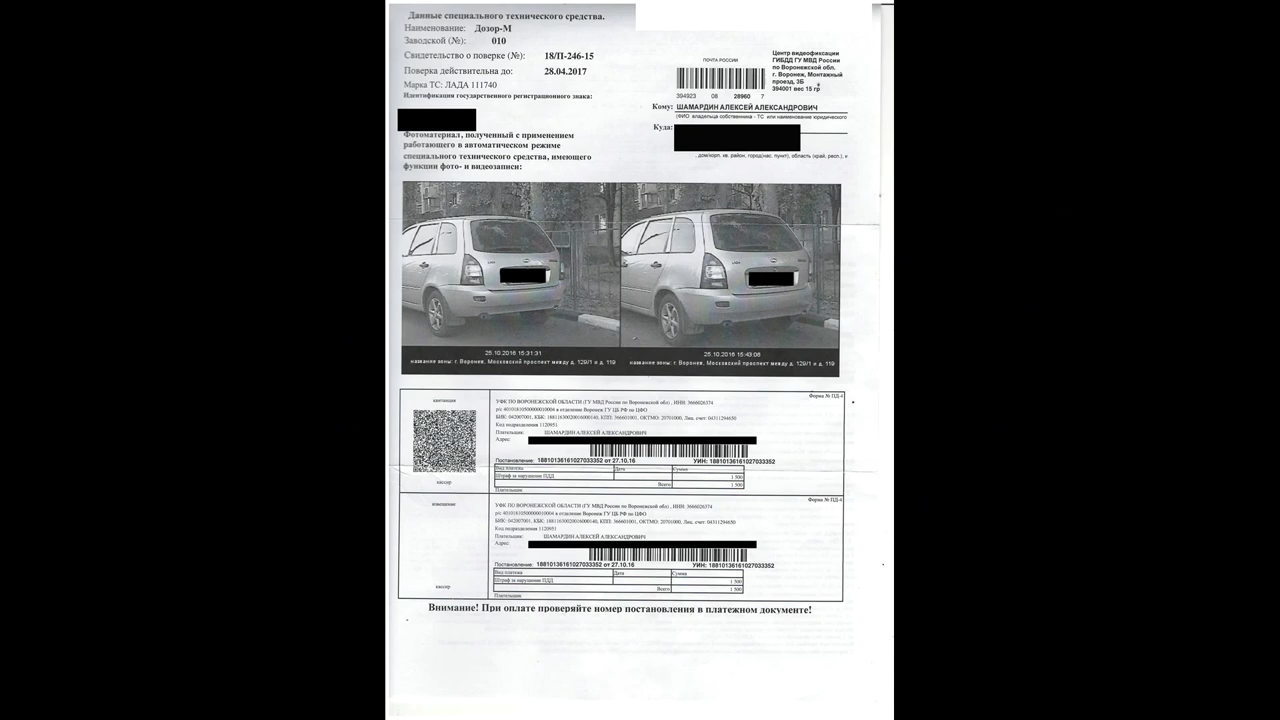 Данные специального технического средства.
Наименование: Дозор-М
Заводской (№): 010
Свидетельство о поверке (№): 18/П-246-15
Поверка действительна до: 28.04.2017
Марка ТС: ЛАДА 111740
Идентификация государственного регистрационного знака:
Фотоматериал, полученный с применением
работающего в автоматическом режиме
специального технического средства, имеющего
функции фото- и видеозаписи:
ПОЧТА РОССИИ
394923 08 28960 7
Центр видеофиксации
ГИБДД ГУ МВД России
по Воронежской обл.
г. Воронеж, Монтажный
проезд, 3Б
394001 вес 15 гр
Кому: ШАМАРДИН АЛЕКСЕЙ АЛЕКСАНДРОВИЧ
(ФИО владельца собственника - ТС или наименование юридического
Куда:
, дом/корп. кв. район, город(нас. пункт), область (край, респ.), и
25.10.2016 15:31:31
название зоны: г. Воронеж, Московский проспект между д. 129/1 и д. 119
25.10.2016 15:43:06
название зоны: г. Воронеж, Московский проспект между д. 129/1 и д. 119
Форма № ПД-4
квитанция
УФК ПО ВОРОНЕЖСКОЙ ОБЛАСТИ (ГУ МВД России по Воронежской обл) , ИНН: 3666026374
р/с 40101810500000010004 в отделении Воронеж ГУ ЦБ РФ по ЦФО
БИК: 042007001, КБК: 18811630020016000140, КПП: 366601001, ОКТМО: 20701000, Лиц. счет: 04311294650
Код подразделения 1120951
Плательщик: ШАМАРДИН АЛЕКСЕЙ АЛЕКСАНДРОВИЧ
Адрес:
Постановление: 18810136161027033352 от 27.10.16 УИН: 18810136161027033352
Вид платежа Дата Сумма
Штраф за нарушение ПДД 1 500
Всего 1 500
Плательщик
кассир
Форма № ПД-4
извещение
УФК ПО ВОРОНЕЖСКОЙ ОБЛАСТИ (ГУ МВД России по Воронежской обл) , ИНН: 3666026374
р/с 40101810500000010004 в отделении Воронеж ГУ ЦБ РФ по ЦФО
БИК: 042007001, КБК: 18811630020016000140, КПП: 366601001, ОКТМО: 20701000, Лиц. счет: 04311294650
Код подразделения 1120951
Плательщик: ШАМАРДИН АЛЕКСЕЙ АЛЕКСАНДРОВИЧ
Адрес:
Постановление: 18810136161027033352 от 27.10.16 УИН: 18810136161027033352
Вид платежа Дата Сумма
Штраф за нарушение ПДД 1 500
Всего 1 500
Плательщик
кассир
Внимание! При оплате проверяйте номер постановления в платежном документе!